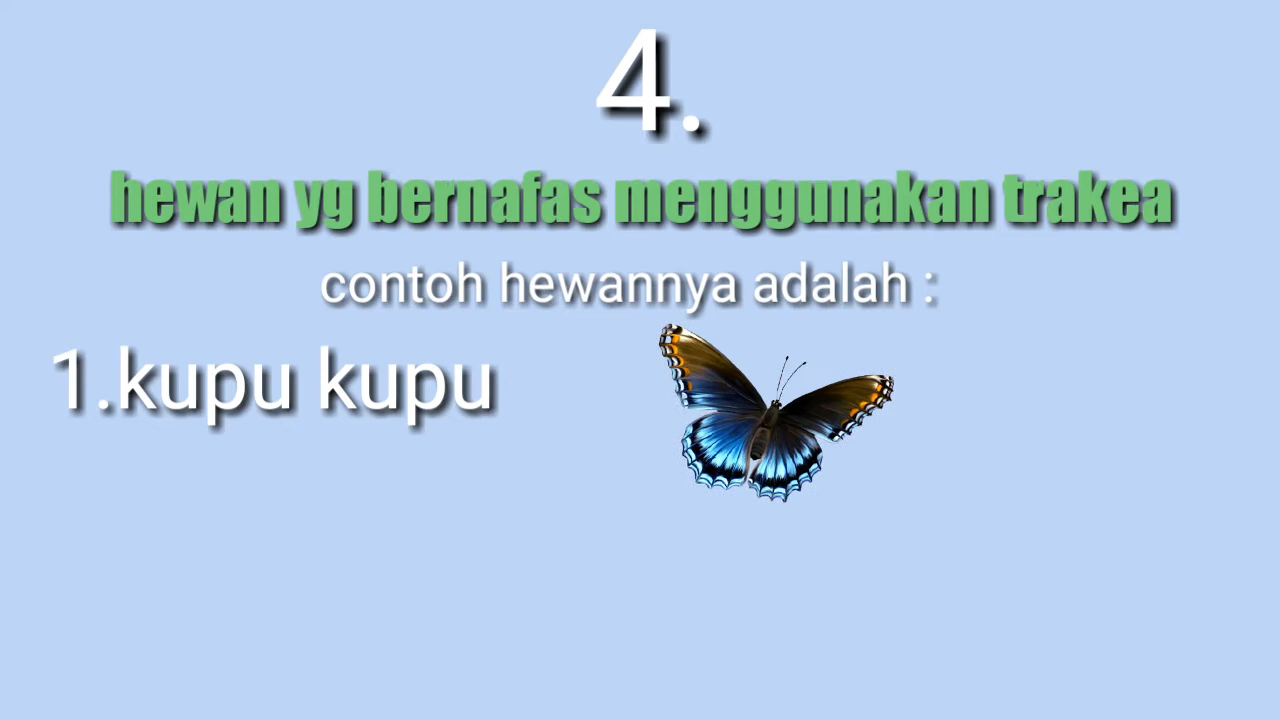 4.
hewan yg bernafas menggunakan trakea
contoh hewannya adalah :
1.kupu kupu